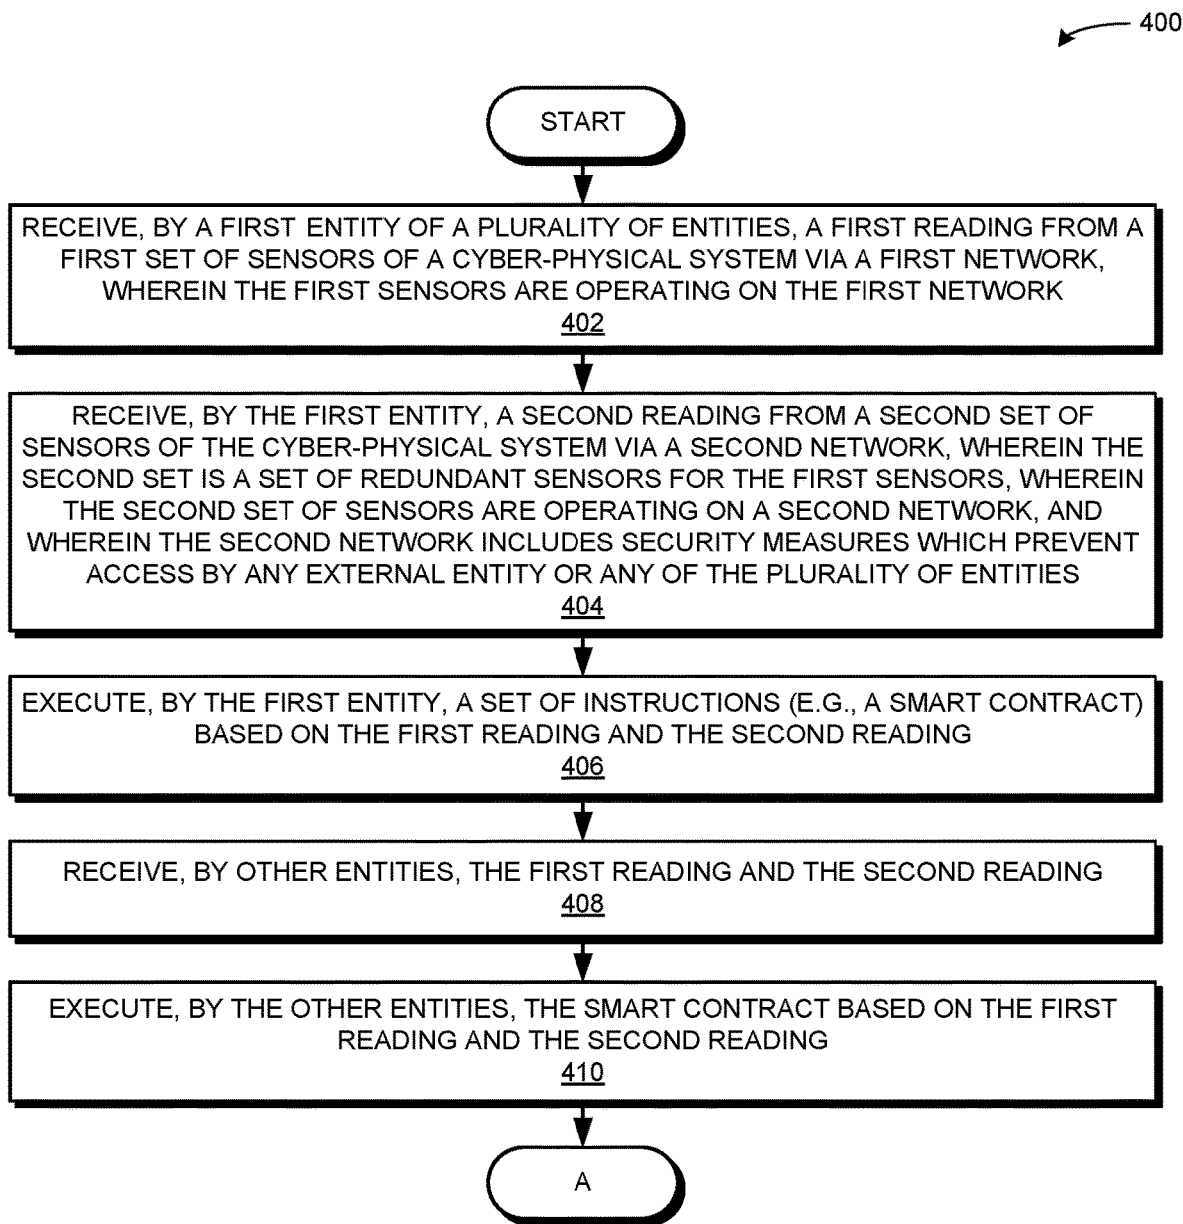 400
START
RECEIVE, BY A FIRST ENTITY OF A PLURALITY OF ENTITIES, A FIRST READING FROM A
FIRST SET OF SENSORS OF A CYBER-PHYSICAL SYSTEM VIA A FIRST NETWORK,
WHEREIN THE FIRST SENSORS ARE OPERATING ON THE FIRST NETWORK
402
RECEIVE, BY THE FIRST ENTITY, A SECOND READING FROM A SECOND SET OF
SENSORS OF THE CYBER-PHYSICAL SYSTEM VIA A SECOND NETWORK, WHEREIN THE
SECOND SET IS A SET OF REDUNDANT SENSORS FOR THE FIRST SENSORS, WHEREIN
THE SECOND SET OF SENSORS ARE OPERATING ON A SECOND NETWORK, AND
WHEREIN THE SECOND NETWORK INCLUDES SECURITY MEASURES WHICH PREVENT
ACCESS BY ANY EXTERNAL ENTITY OR ANY OF THE PLURALITY OF ENTITIES
404
EXECUTE, BY THE FIRST ENTITY, A SET OF INSTRUCTIONS (E.G., A SMART CONTRACT)
BASED ON THE FIRST READING AND THE SECOND READING
406
RECEIVE, BY OTHER ENTITIES, THE FIRST READING AND THE SECOND READING
408
EXECUTE, BY THE OTHER ENTITIES, THE SMART CONTRACT BASED ON THE FIRST
READING AND THE SECOND READING
410
A